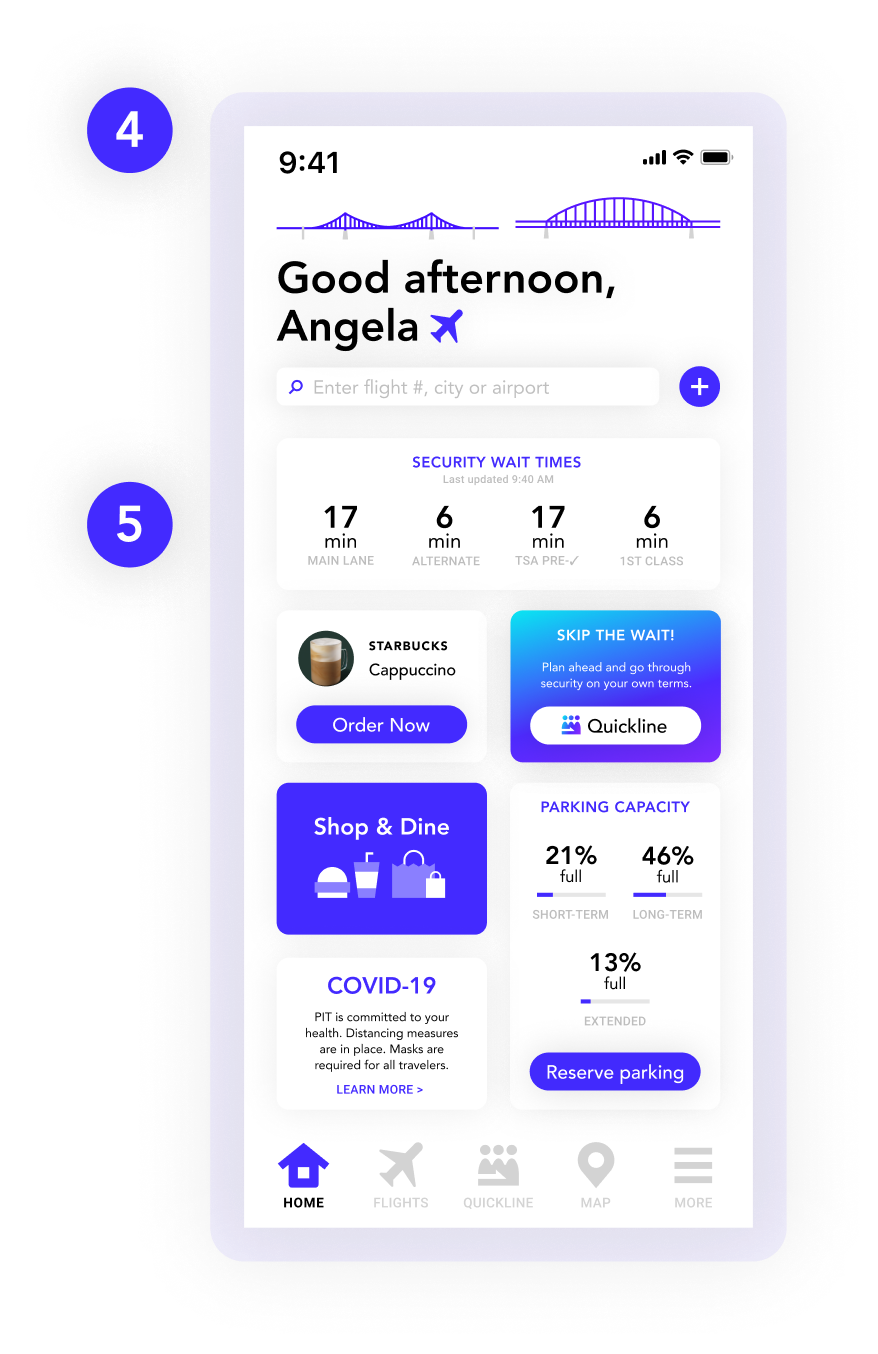 4
9:41
Good afternoon,
Angela
Enter flight #, city or airport
+
5
SECURITY WAIT TIMES
Last updated 9:40 AM
17 6 17 6
min min min min
MAIN LANE ALTERNATE TSA PRE-✓ 1ST CLASS
STARBUCKS
Cappuccino
Order Now
SKIP THE WAIT!
Plan ahead and go through
security on your own terms.
Quickline
Shop & Dine
PARKING CAPACITY
21% 46%
full full
SHORT-TERM LONG-TERM
13%
full
EXTENDED
Reserve parking
COVID-19
PIT is committed to your
health. Distancing measures
are in place. Masks are
required for all travelers.
LEARN MORE >
HOME FLIGHTS QUICKLINE MAP MORE